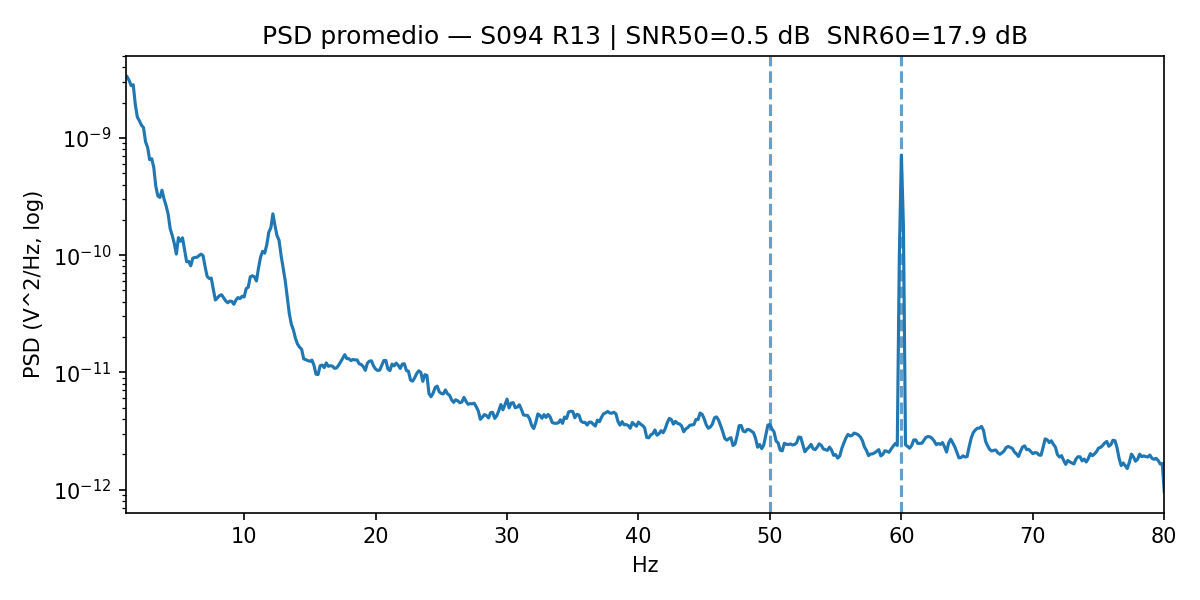 PSD promedio — S094 R13 | SNR50=0.5 dB  SNR60=17.9 dB
PSD (V^2/Hz, log)
10⁻⁹
10⁻¹⁰
10⁻¹¹
10⁻¹²
10 20 30 40 50 60 70 80
Hz